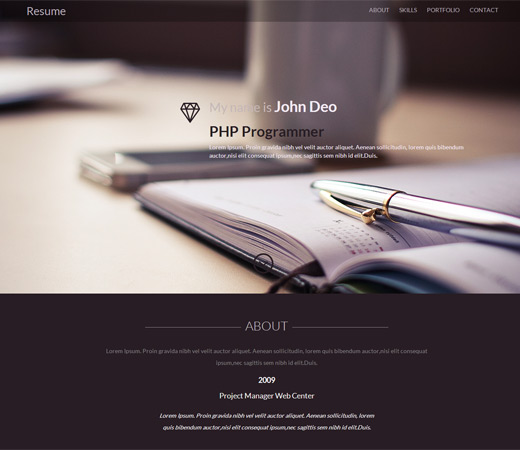 Resume
ABOUT SKILLS PORTFOLIO CONTACT
My name is John Deo
PHP Programmer
Lorem Ipsum. Proin gravida nibh vel velit auctor aliquet. Aenean sollicitudin, lorem quis bibendum
auctor,nisi elit consequat ipsum,nec sagittis sem nibh id elit.Duis.
ABOUT
Lorem Ipsum. Proin gravida nibh vel velit auctor aliquet. Aenean sollicitudin, lorem quis bibendum auctor,nisi elit consequat
ipsum,nec sagittis sem nibh id elit.Duis.
2009
Project Manager Web Center
Lorem Ipsum. Proin gravida nibh vel velit auctor aliquet. Aenean sollicitudin, lorem
quis bibendum auctor,nisi elit consequat ipsum,nec sagittis sem nibh id elit.Duis.